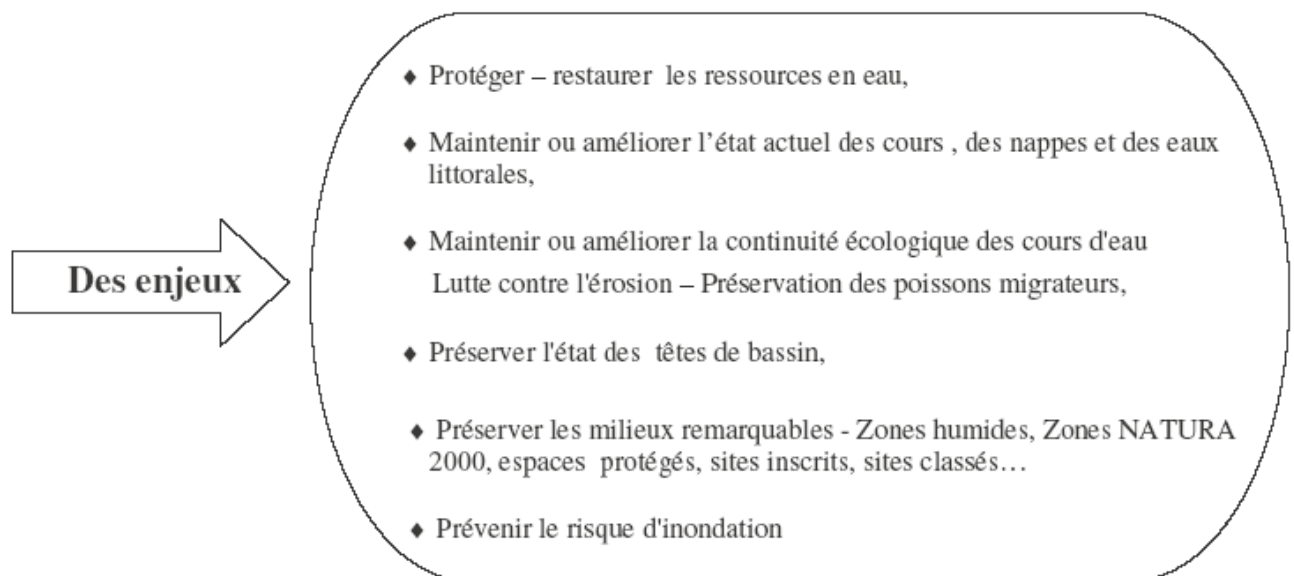 Des enjeux
♦ Protéger – restaurer les ressources en eau,
♦ Maintenir ou améliorer l’état actuel des cours , des nappes et des eaux
littorales,
♦ Maintenir ou améliorer la continuité écologique des cours d'eau
Lutte contre l'érosion – Préservation des poissons migrateurs,
♦ Préserver l'état des têtes de bassin,
♦ Préserver les milieux remarquables - Zones humides, Zones NATURA
2000, espaces protégés, sites inscrits, sites classés…
♦ Prévenir le risque d'inondation